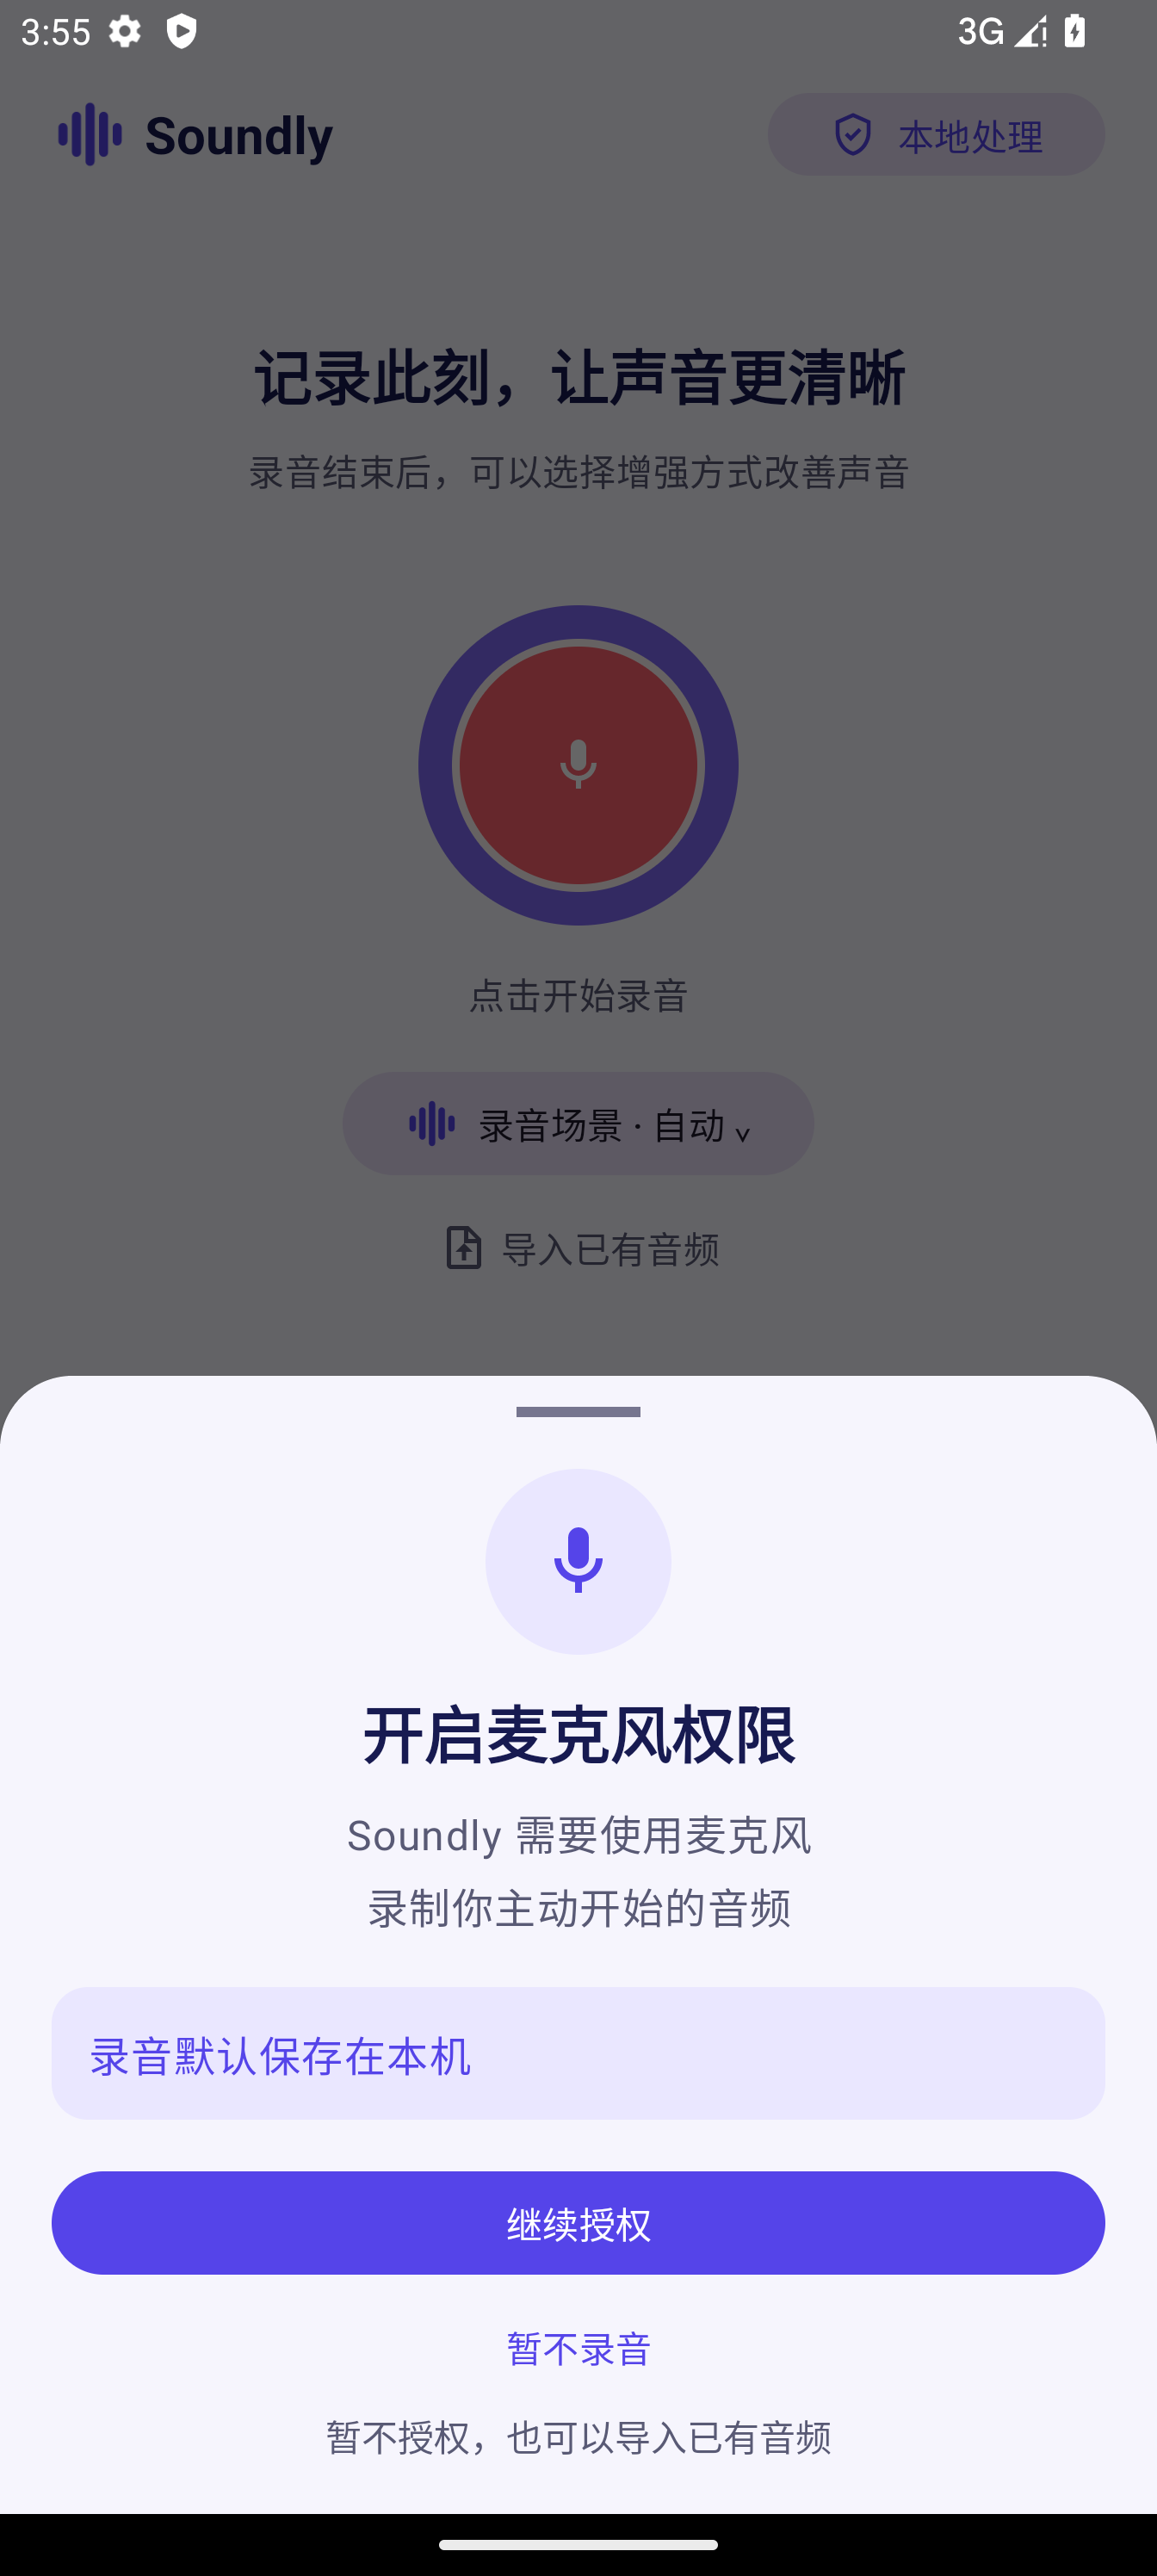 3:55
3G
Soundly
本地处理
记录此刻，让声音更清晰
录音结束后，可以选择增强方式改善声音
点击开始录音
录音场景 · 自动
导入已有音频
开启麦克风权限
Soundly 需要使用麦克风
录制你主动开始的音频
录音默认保存在本机
继续授权
暂不录音
暂不授权，也可以导入已有音频